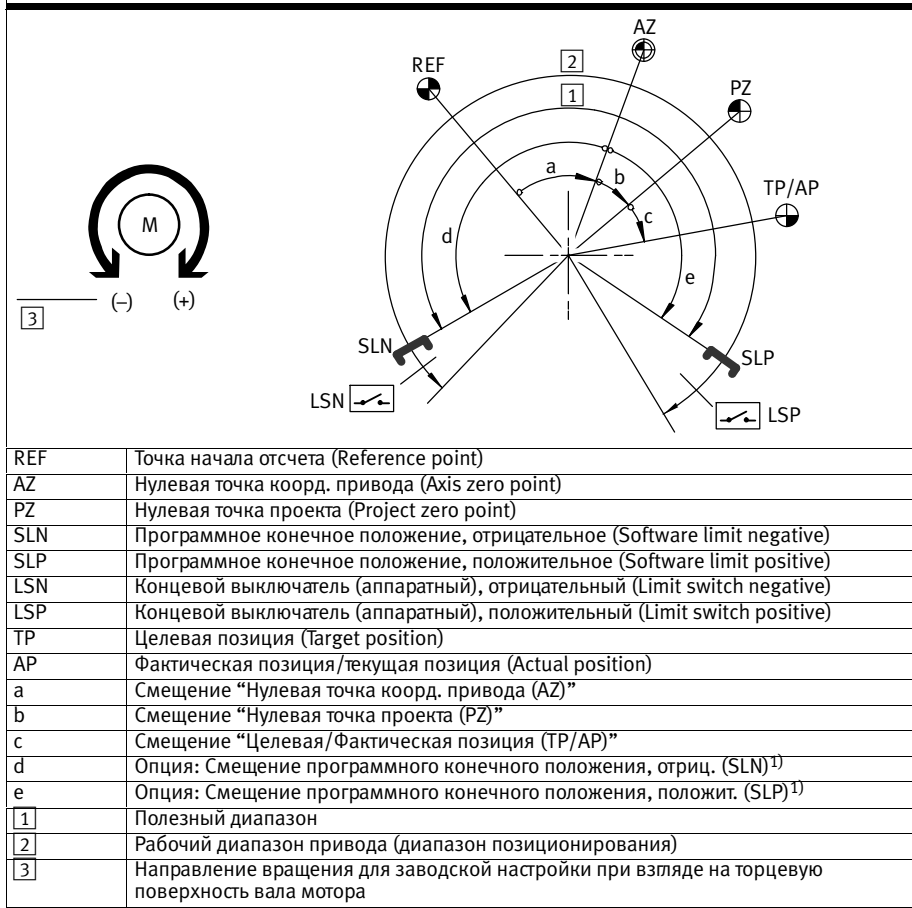 AZ
REF
2
PZ
1
a
b
TP/AP
c
M
d
e
(–)
(+)
3
SLN
SLP
LSN
LSP
REF Точка начала отсчета (Reference point)
AZ Нулевая точка коорд. привода (Axis zero point)
PZ Нулевая точка проекта (Project zero point)
SLN Программное конечное положение, отрицательное (Software limit negative)
SLP Программное конечное положение, положительное (Software limit positive)
LSN Концевой выключатель (аппаратный), отрицательный (Limit switch negative)
LSP Концевой выключатель (аппаратный), положительный (Limit switch positive)
TP Целевая позиция (Target position)
AP Фактическая позиция/текущая позиция (Actual position)
a Смещение “Нулевая точка коорд. привода (AZ)”
b Смещение “Нулевая точка проекта (PZ)”
c Смещение “Целевая/Фактическая позиция (TP/AP)”
d Опция: Смещение программного конечного положения, отриц. (SLN)1)
e Опция: Смещение программного конечного положения, положит. (SLP)1)
1 Полезный диапазон
2 Рабочий диапазон привода (диапазон позиционирования)
3 Направление вращения для заводской настройки при взгляде на торцевую
поверхность вала мотора